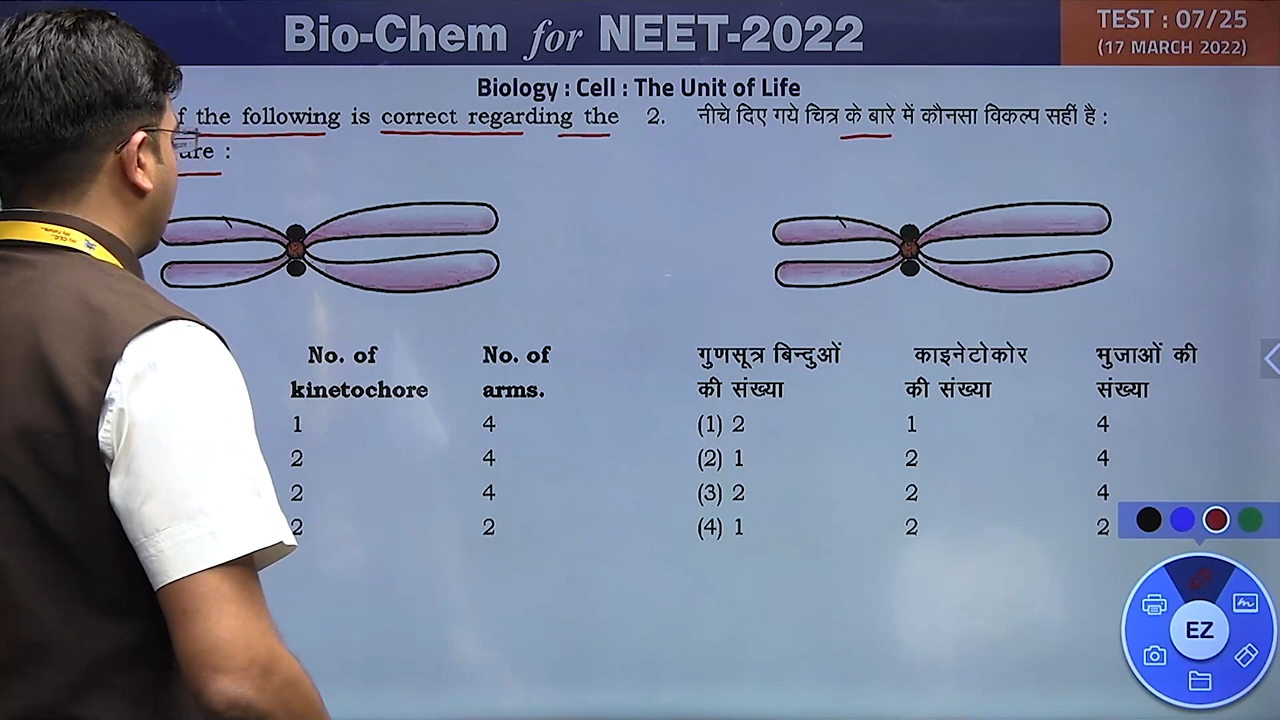 Bio-Chem for NEET-2022
TEST : 07/25
(17 MARCH 2022)
Biology : Cell : The Unit of Life
f the following is correct regarding the
ure :
2. नीचे दिए गये चित्र के बारे में कौनसा विकल्प सहीं है :
No. of No. of
kinetochore arms.
1 4
2 4
2 4
2 2
गुणसूत्र बिन्दुओं काइनेटोकोर भुजाओं की
की संख्या की संख्या संख्या
(1) 2 1 4
(2) 1 2 4
(3) 2 2 4
(4) 1 2 2
EZ